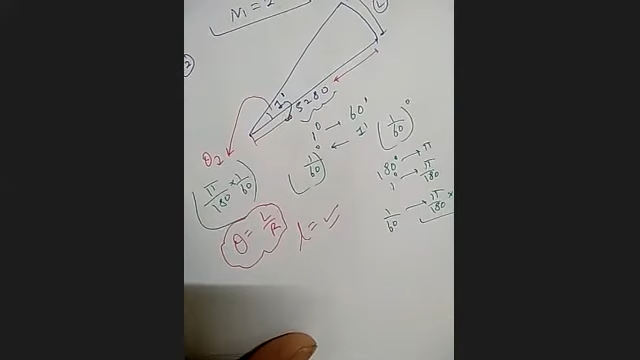 M = 2
L
2
1'
5280
1° → 60'
(1/60)° ← 1'
(1/60)°
θ2
(π/180 × 1/60)
180° → π
1° → π/180
1/60 → π/180 ×
θ = L/R
l = ✓